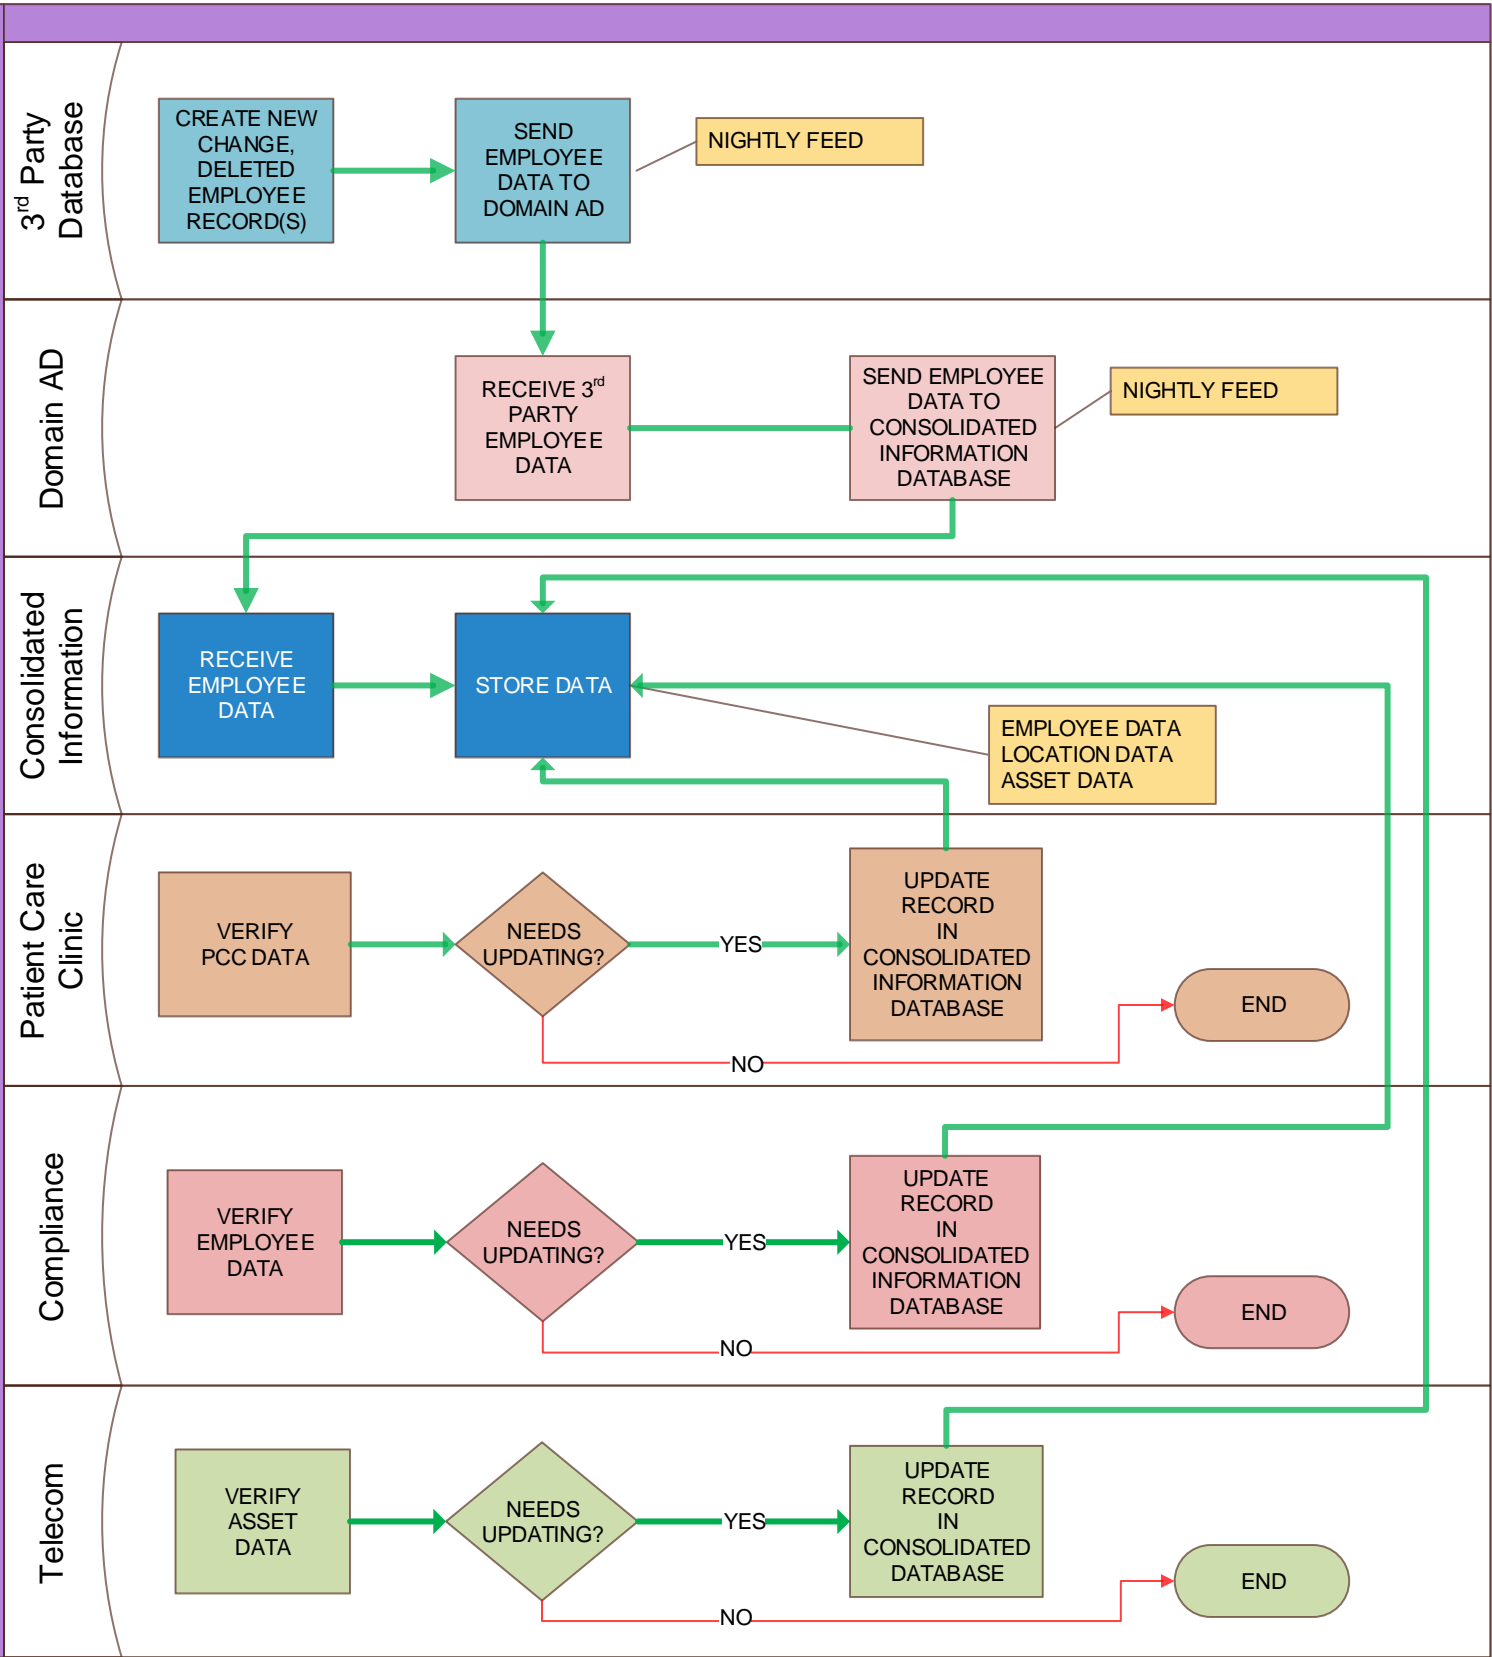 3rd Party
Database
CREATE NEW
CHANGE,
DELETED
EMPLOYEE
RECORD(S)
SEND
EMPLOYEE
DATA TO
DOMAIN AD
NIGHTLY FEED
Domain AD
RECEIVE 3rd
PARTY
EMPLOYEE
DATA
SEND EMPLOYEE
DATA TO
CONSOLIDATED
INFORMATION
DATABASE
NIGHTLY FEED
Consolidated
Information
RECEIVE
EMPLOYEE
DATA
STORE DATA
EMPLOYEE DATA
LOCATION DATA
ASSET DATA
Patient Care
Clinic
VERIFY
PCC DATA
NEEDS
UPDATING?
YES
UPDATE
RECORD
IN
CONSOLIDATED
INFORMATION
DATABASE
NO
END
Compliance
VERIFY
EMPLOYEE
DATA
NEEDS
UPDATING?
YES
UPDATE
RECORD
IN
CONSOLIDATED
INFORMATION
DATABASE
NO
END
Telecom
VERIFY
ASSET
DATA
NEEDS
UPDATING?
YES
UPDATE
RECORD
IN
CONSOLIDATED
DATABASE
NO
END